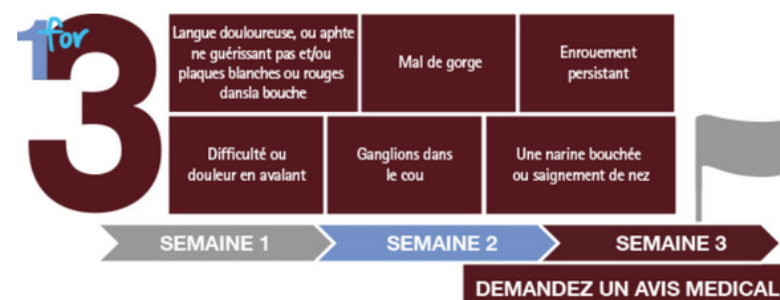 1 for 3
Langue douloureuse, ou aphte
ne guérissant pas et/ou
plaques blanches ou rouges
dansla bouche
Mal de gorge
Enrouement
persistant
Difficulté ou
douleur en avalant
Ganglions dans
le cou
Une narine bouchée
ou saignement de nez
SEMAINE 1
SEMAINE 2
SEMAINE 3
DEMANDEZ UN AVIS MEDICAL